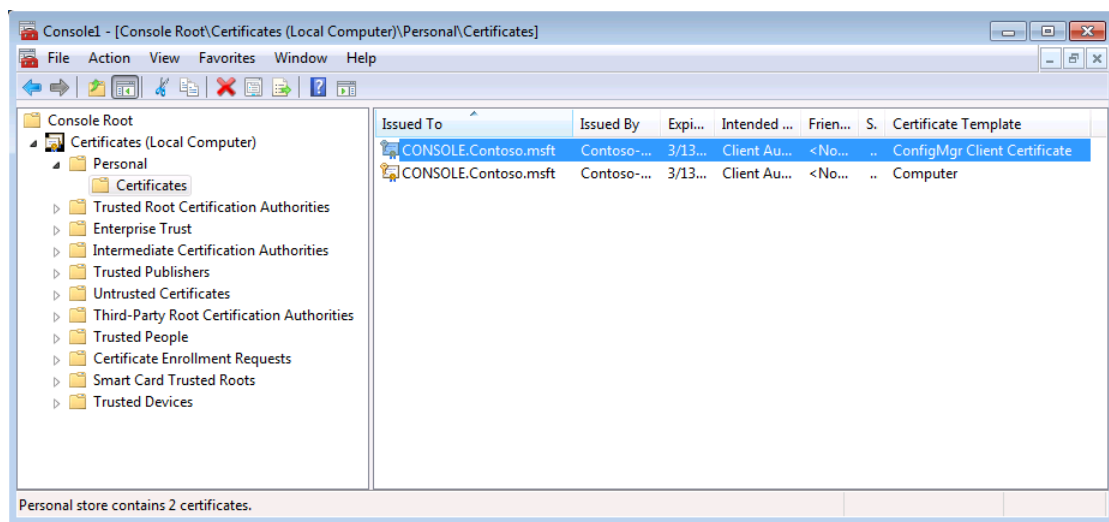 Console1 - [Console Root\Certificates (Local Computer)\Personal\Certificates]
File Action View Favorites Window Help
Console Root
Certificates (Local Computer)
Personal
Certificates
Trusted Root Certification Authorities
Enterprise Trust
Intermediate Certification Authorities
Trusted Publishers
Untrusted Certificates
Third-Party Root Certification Authorities
Trusted People
Certificate Enrollment Requests
Smart Card Trusted Roots
Trusted Devices
Issued To Issued By Expi... Intended ... Frien... S. Certificate Template
CONSOLE.Contoso.msft Contoso-... 3/13... Client Au... <No... .. ConfigMgr Client Certificate
CONSOLE.Contoso.msft Contoso-... 3/13... Client Au... <No... .. Computer
Personal store contains 2 certificates.